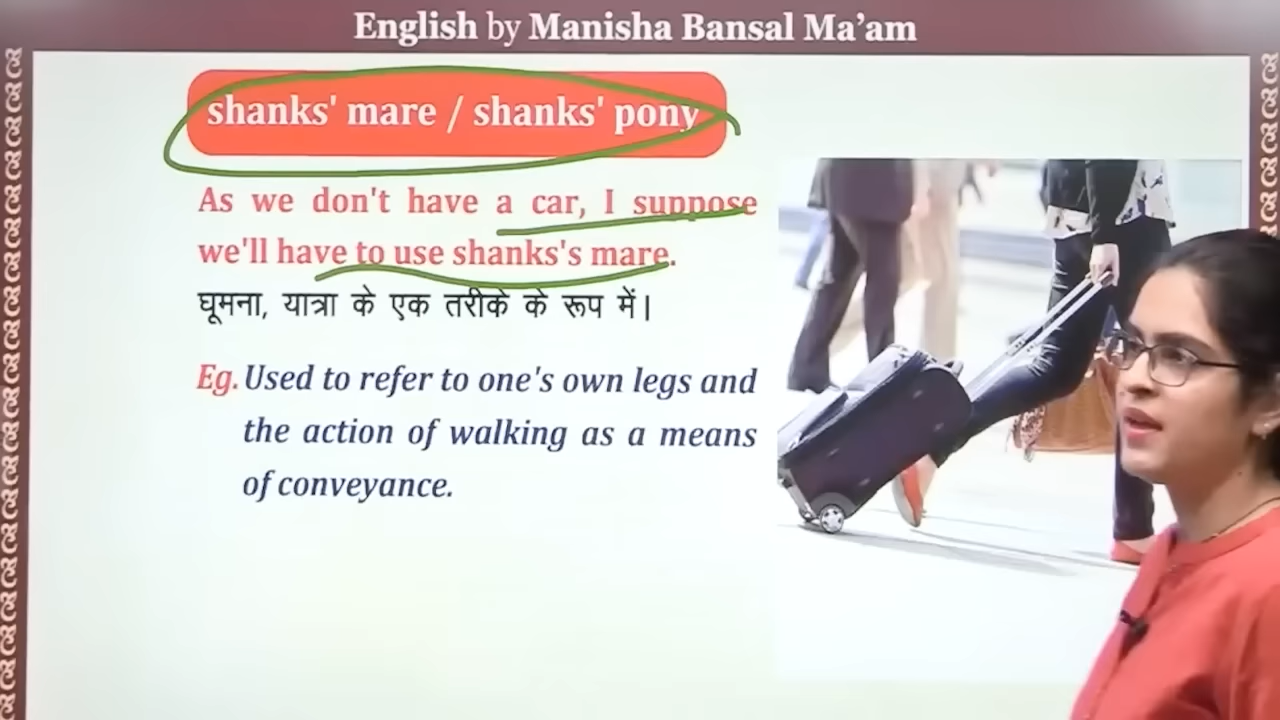 English by Manisha Bansal Ma’am
shanks' mare / shanks' pony
As we don't have a car, I suppose
we'll have to use shanks's mare.
घूमना, यात्रा के एक तरीके के रूप में।
Eg. Used to refer to one's own legs and
the action of walking as a means
of conveyance.